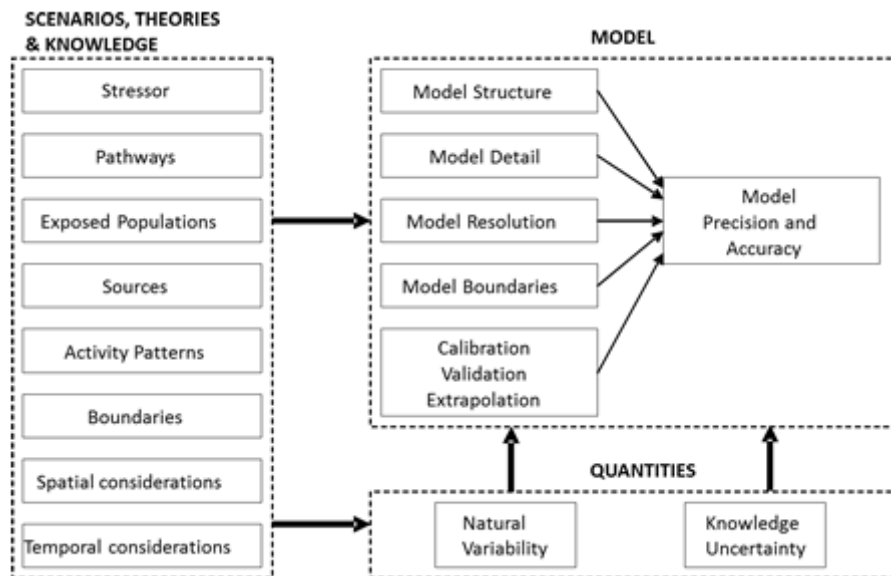 SCENARIOS, THEORIES
& KNOWLEDGE
Stressor
Pathways
Exposed Populations
Sources
Activity Patterns
Boundaries
Spatial considerations
Temporal considerations
MODEL
Model Structure
Model Detail
Model Resolution
Model Boundaries
Calibration
Validation
Extrapolation
Model
Precision and
Accuracy
QUANTITIES
Natural
Variability
Knowledge
Uncertainty